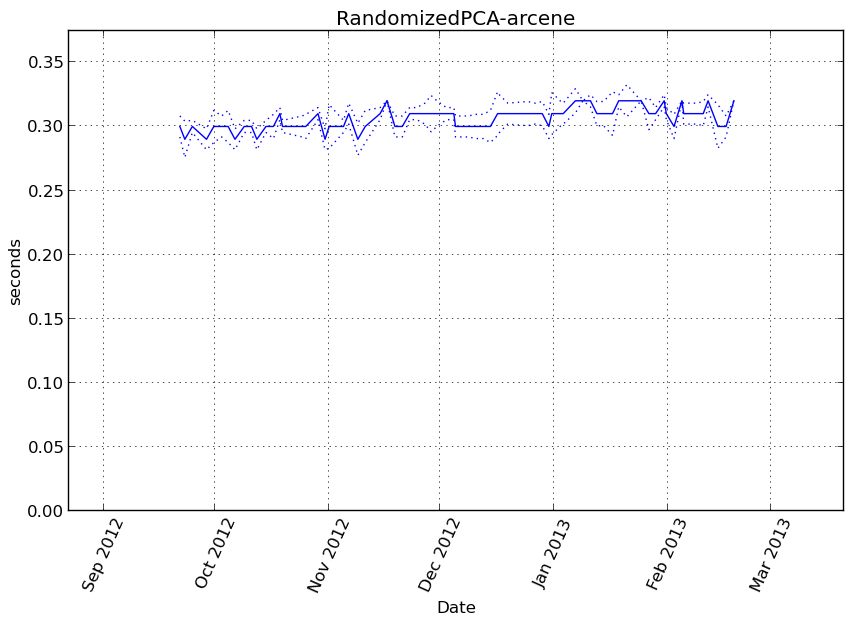 RandomizedPCA-arcene
0.35
0.30
0.25
0.20
0.15
0.10
0.05
0.00
seconds
Sep 2012
Oct 2012
Nov 2012
Dec 2012
Jan 2013
Feb 2013
Mar 2013
Date